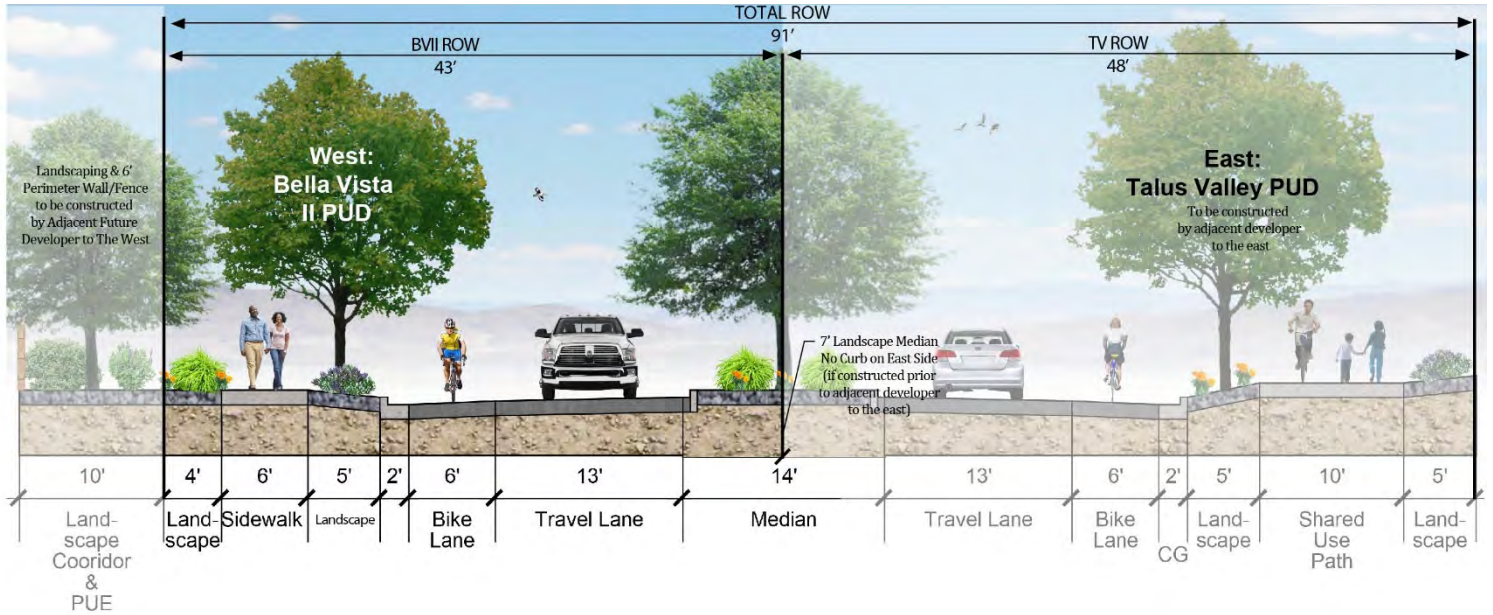 TOTAL ROW
91'
BVII ROW
43'
TV ROW
48'
Landscaping & 6'
Perimeter Wall/Fence
to be constructed
by Adjacent Future
Developer to The West
West:
Bella Vista
II PUD
East:
Talus Valley PUD
To be constructed
by adjacent developer
to the east
7' Landscape Median
No Curb on East Side
(if constructed prior
to adjacent developer
to the east)
10' 4' 6' 5' 2' 6' 13' 14' 13' 6' 2' 5' 10' 5'
Land-
scape
Cooridor
&
PUE
Land-
scape
Sidewalk
Landscape
Bike
Lane
Travel Lane
Median
Travel Lane
Bike
Lane
CG
Land-
scape
Shared
Use
Path
Land-
scape